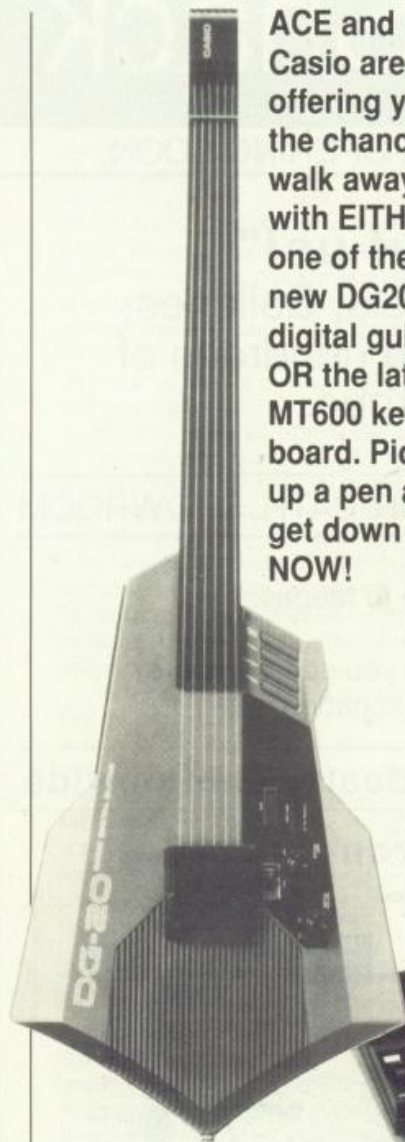 ACE and
Casio are
offering y
the chanc
walk away
with EITH
one of the
new DG20
digital gui
OR the lat
MT600 ke
board. Pic
up a pen a
get down
NOW!
CASIO
DG-20